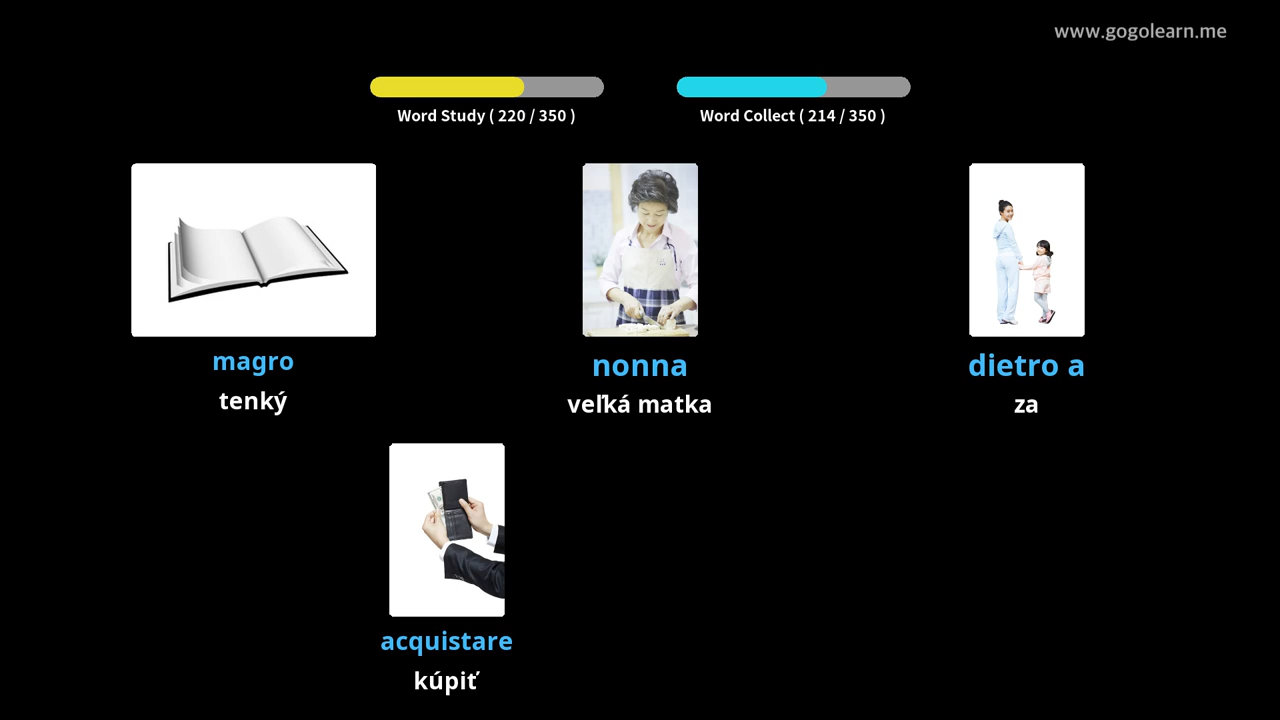 www.gogolearn.me
Word Study ( 220 / 350 )
Word Collect ( 214 / 350 )
magro
tenký
nonna
veľká matka
dietro a
za
acquistare
kúpiť